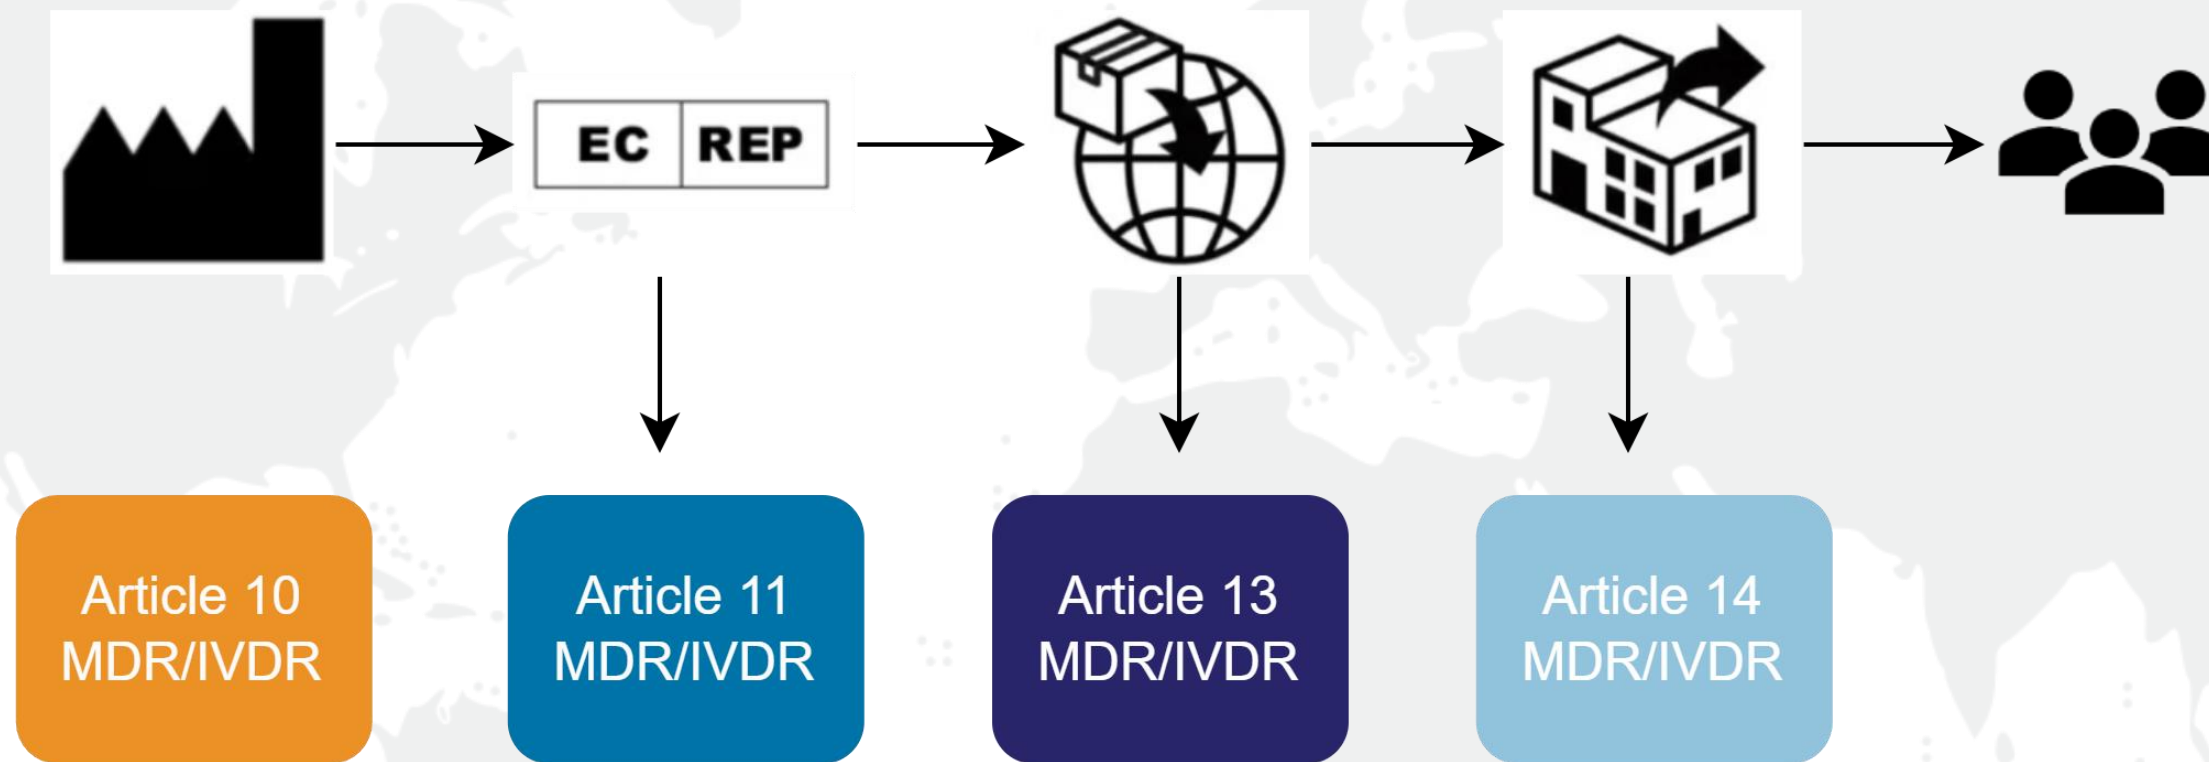 EC REP
Article 10
MDR/IVDR
Article 11
MDR/IVDR
Article 13
MDR/IVDR
Article 14
MDR/IVDR